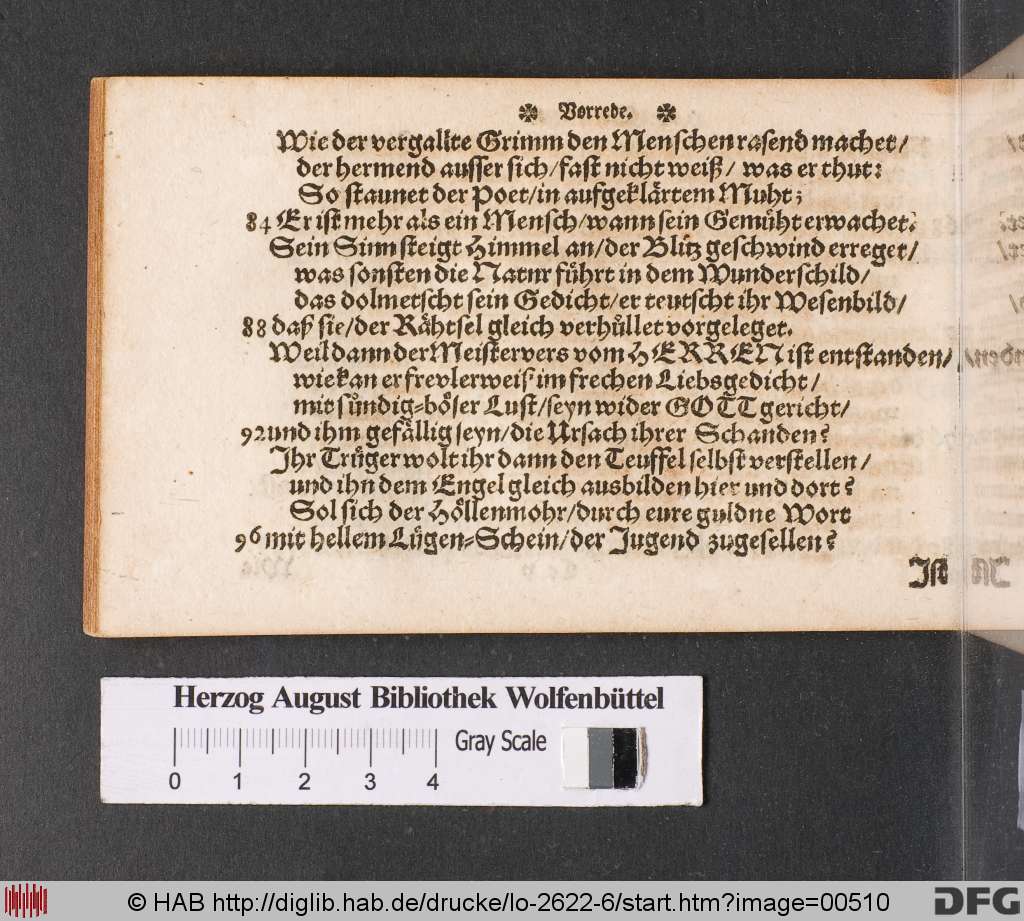 ✠ Vorrede. ✠
Wie der vergallte Grimm den Menschen rasend machet/
der hermend ausser sich/fast nicht weiß/ was er thut:
So staunet der Poet/in aufgeklärtem Muht;
84 Er ist mehr als ein Mensch/wann sein Gemüht erwachet.
Sein Sinn steigt Himmel an/der Blitz geschwind erreget/
was sonsten die Natur führt in dem Wunderschild/
das dolmetscht sein Gedicht/er teutscht ihr Wesenbild/
88 daß sie/der Rähtsel gleich verhüllet vorgeleget.
Weil dann der Meistervers vom HERREN ist entstanden/
wie kan er frevlerweis im frechen Liebsgedicht/
mit sündig-böser Lust/seyn wider GOTT gericht/
92 und ihm gefällig seyn/die Ursach ihrer Schanden?
Ihr Trüger wolt ihr dann den Teuffel selbst verstellen/
und ihn dem Engel gleich ausbilden hier und dort?
Sol sich der Höllenmohr/durch eure guldne Wort
96 mit hellem Lügen-Schein/der Jugend zugesellen?
Herzog August Bibliothek Wolfenbüttel
Gray Scale
0 1 2 3 4
© HAB http://diglib.hab.de/drucke/lo-2622-6/start.htm?image=00510
DFG